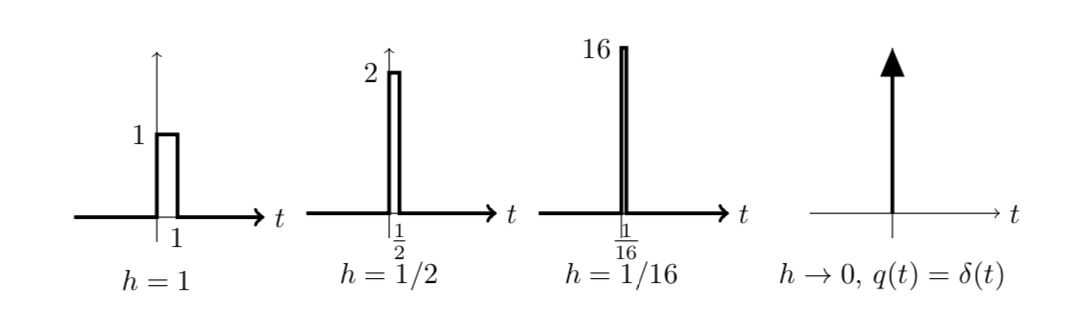 1
t
1
h = 1
2
t
1/2
h = 1/2
16
t
1/16
h = 1/16
t
h → 0, q(t) = δ(t)